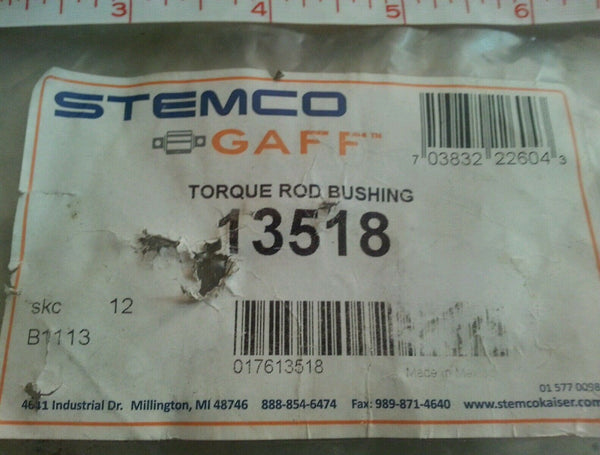 3 4 5 6
STEMCO
GAFF™
7 03832 22604 3
TORQUE ROD BUSHING
13518
skc 12
B1113
017613518
Made in
01 577 0098
4611 Industrial Dr. Millington, MI 48746 888-854-6474 Fax: 989-871-4640 www.stemcokaiser.com